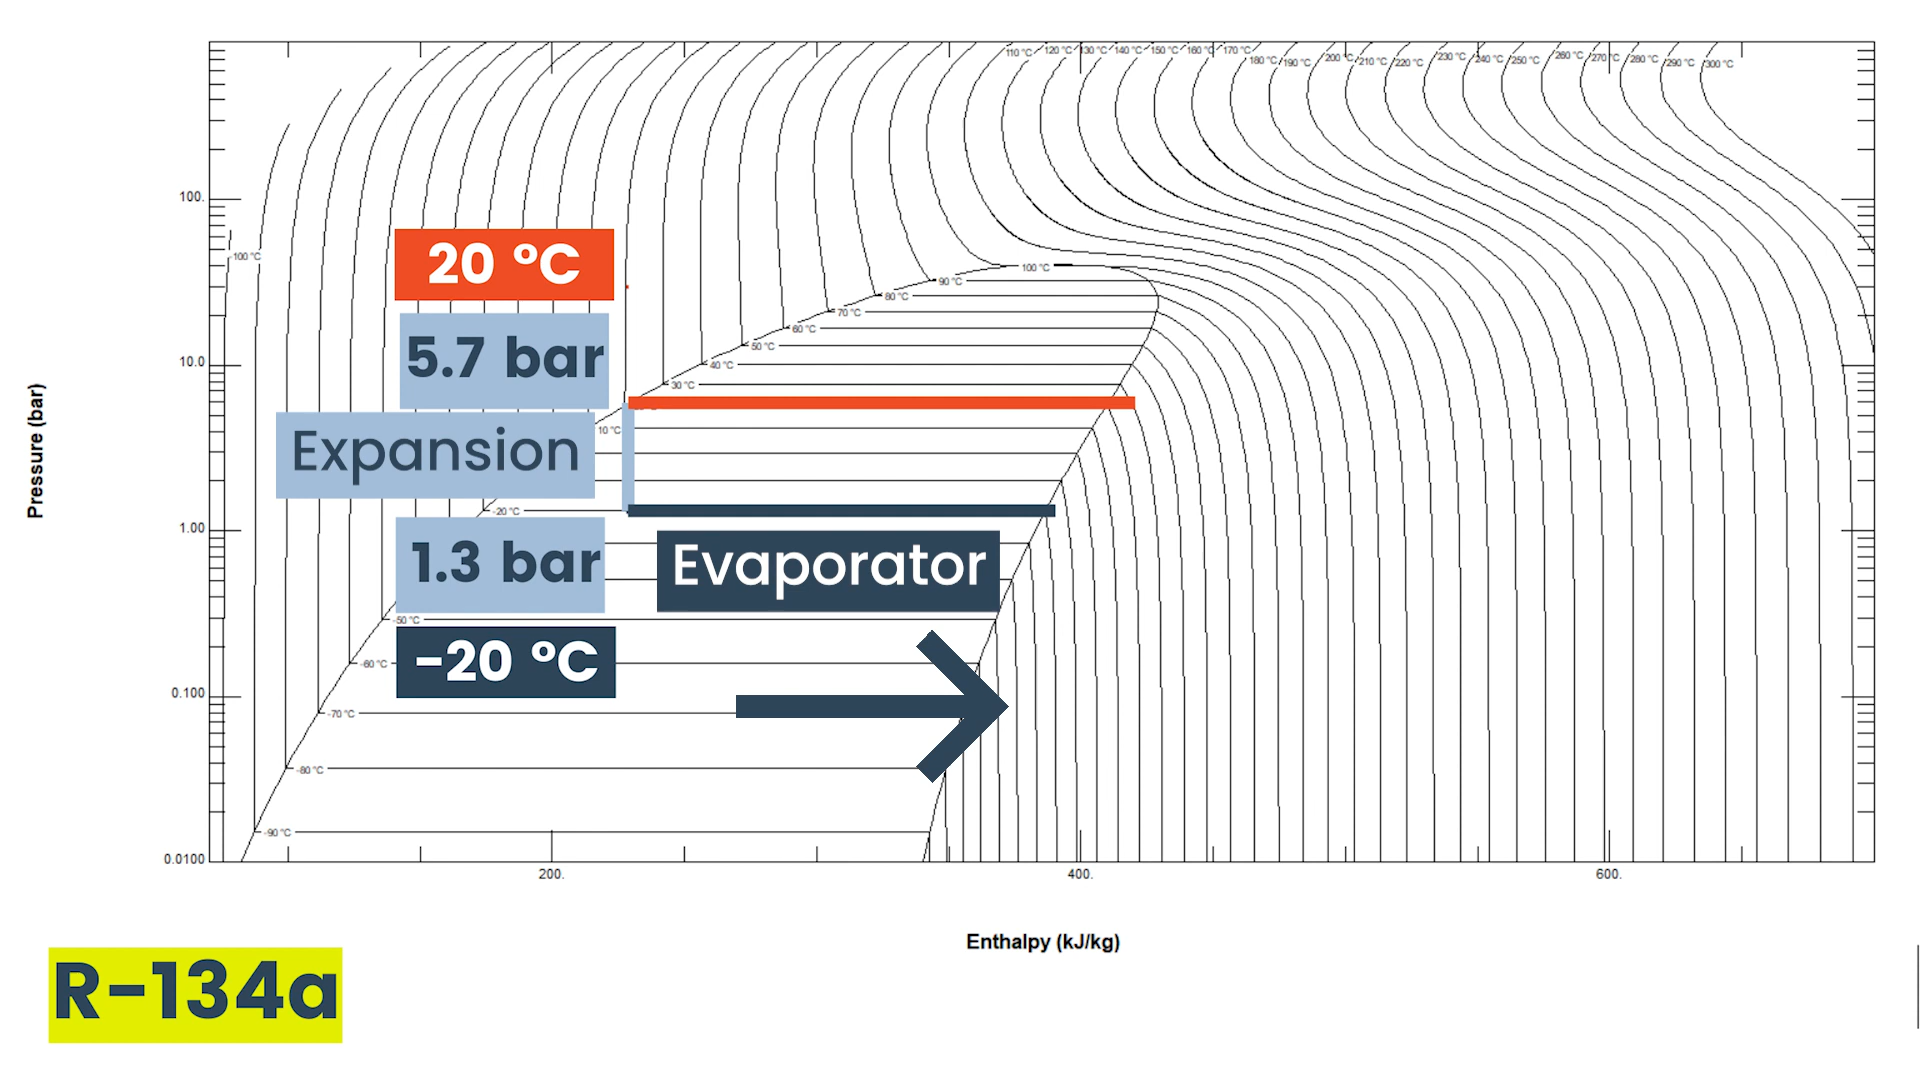 110 °C 120 °C 130 °C 140 °C 150 °C 160 °C 170 °C
180 °C 190 °C 200 °C 210 °C 220 °C 230 °C 240 °C 250 °C 260 °C 270 °C 280 °C 290 °C 300 °C
100.
100 °C
20 °C
100 °C
90 °C
80 °C
70 °C
60 °C
5.7 bar
50 °C
10.0
40 °C
30 °C
10 °C
Expansion
-20 °C
1.00
1.3 bar
Evaporator
-50 °C
-20 °C
-60 °C
0.100
-70 °C
-80 °C
-90 °C
0.0100
200.
400.
600.
Pressure (bar)
Enthalpy (kJ/kg)
R-134a